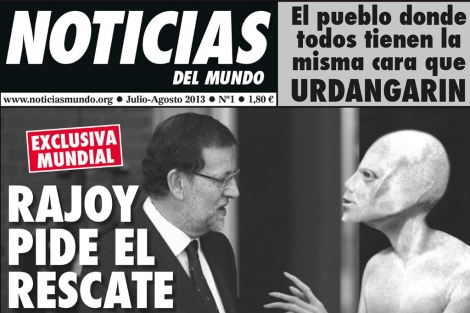 NOTICIAS
DEL MUNDO
www.noticiasmundo.org ● Julio-Agosto 2013 ● Nº1 ● 1,80 €
El pueblo donde
todos tienen la
misma cara que
URDANGARIN
EXCLUSIVA
MUNDIAL
RAJOY
PIDE EL
RESCATE